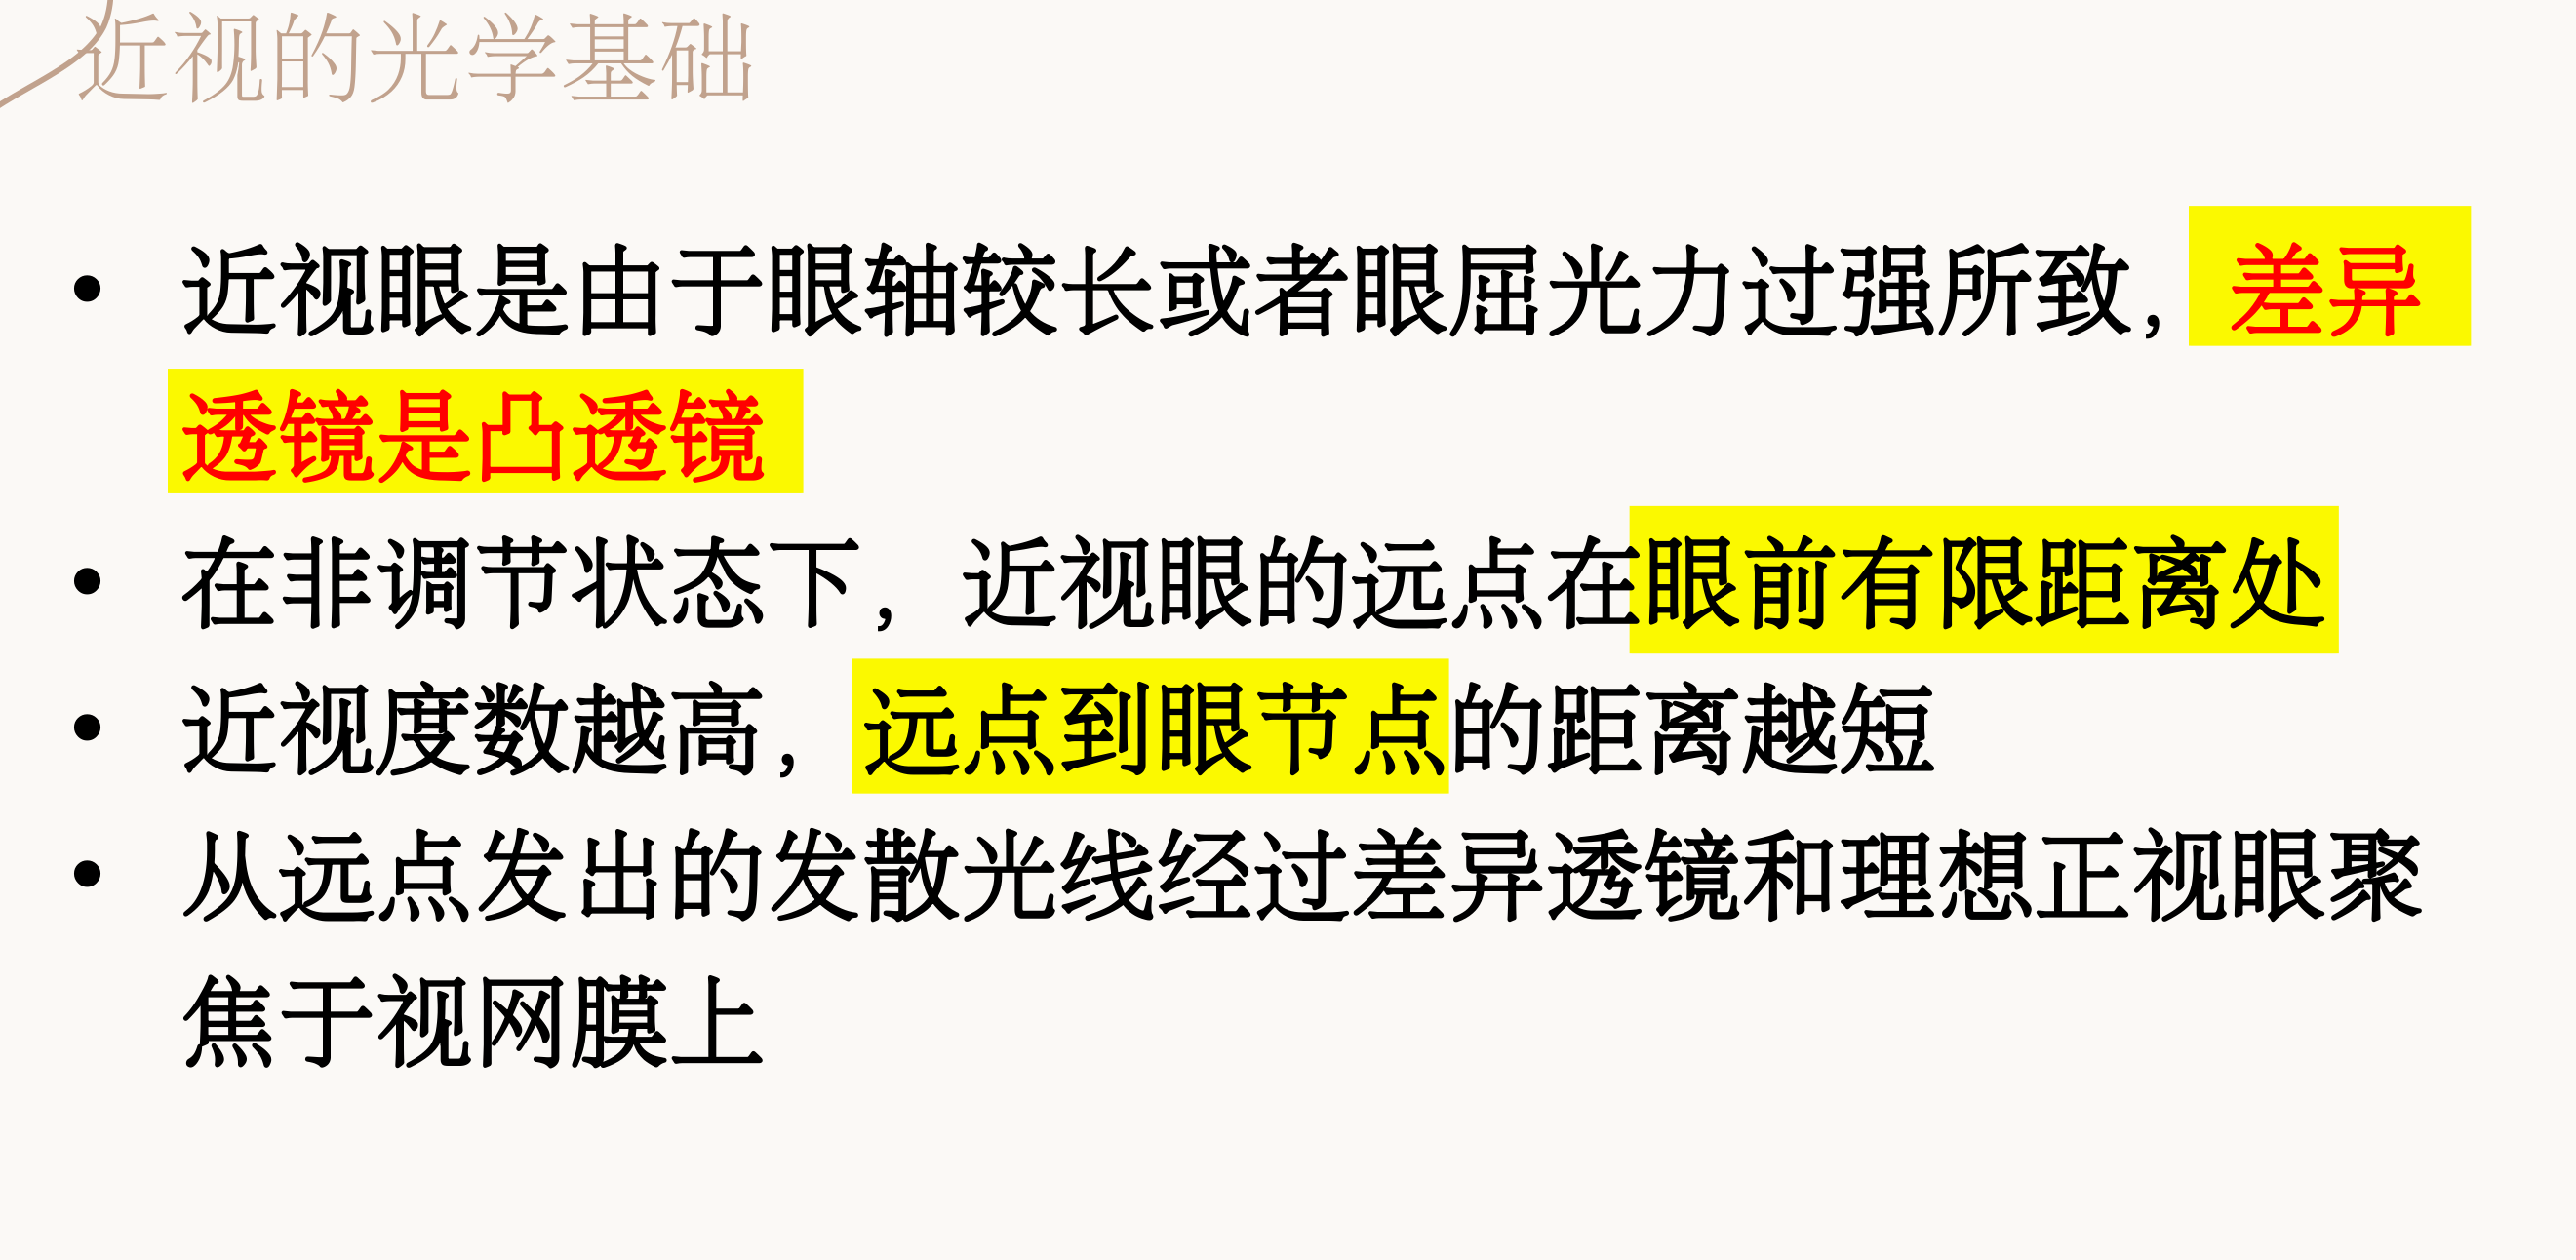 近视的光学基础
• 近视眼是由于眼轴较长或者眼屈光力过强所致，差异
透镜是凸透镜
• 在非调节状态下，近视眼的远点在眼前有限距离处
• 近视度数越高，远点到眼节点的距离越短
• 从远点发出的发散光线经过差异透镜和理想正视眼聚
焦于视网膜上